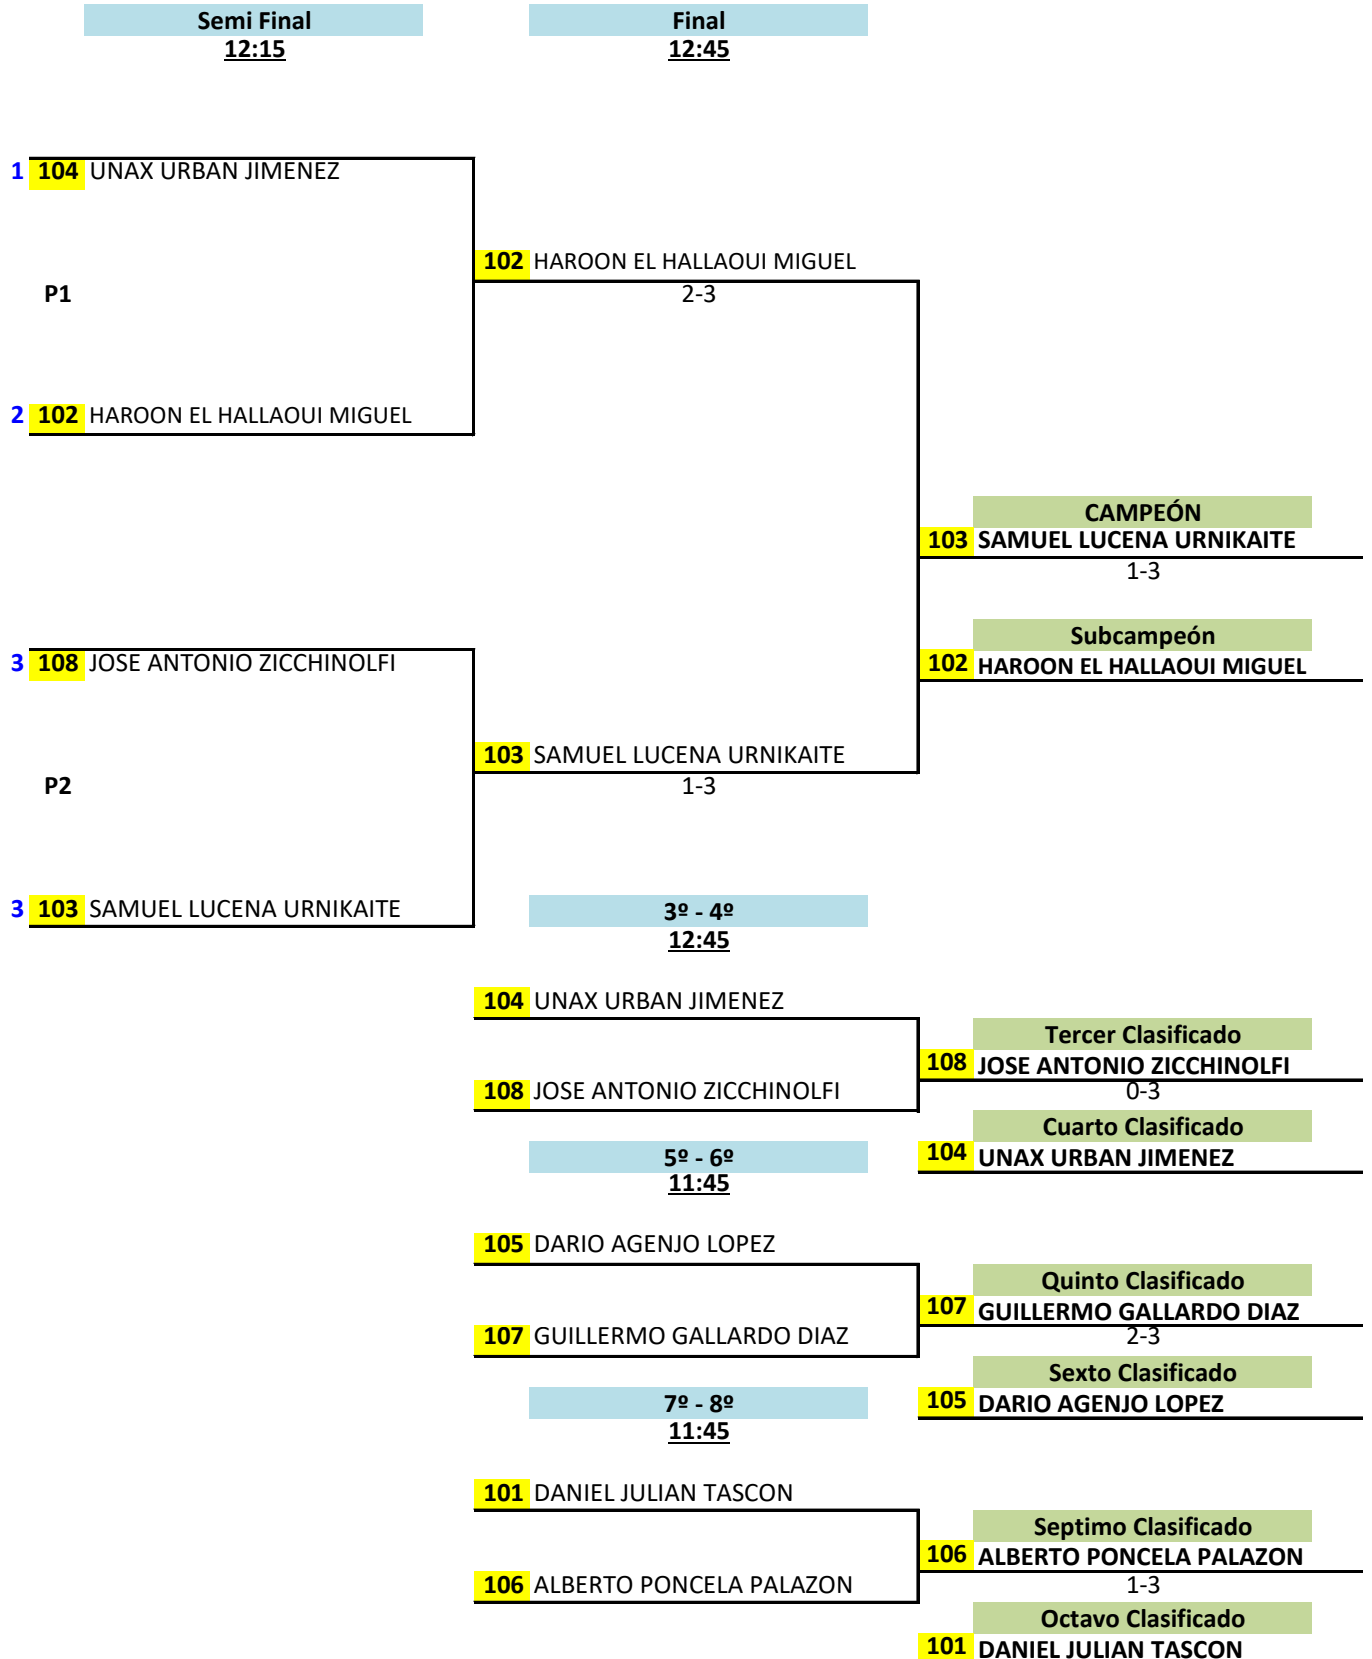 Semi Final Final
12:15 12:45
1 104 UNAX URBAN JIMENEZ
102 HAROON EL HALLAOUI MIGUEL
P1 2-3
2 102 HAROON EL HALLAOUI MIGUEL
CAMPEÓN
103 SAMUEL LUCENA URNIKAITE
1-3
Subcampeón
3 108 JOSE ANTONIO ZICCHINOLFI 102 HAROON EL HALLAOUI MIGUEL
103 SAMUEL LUCENA URNIKAITE
P2 1-3
3 103 SAMUEL LUCENA URNIKAITE 3º - 4º
12:45
104 UNAX URBAN JIMENEZ
Tercer Clasificado
108 JOSE ANTONIO ZICCHINOLFI
108 JOSE ANTONIO ZICCHINOLFI 0-3
Cuarto Clasificado
5º - 6º 104 UNAX URBAN JIMENEZ
11:45
105 DARIO AGENJO LOPEZ
Quinto Clasificado
107 GUILLERMO GALLARDO DIAZ
107 GUILLERMO GALLARDO DIAZ 2-3
Sexto Clasificado
7º - 8º 105 DARIO AGENJO LOPEZ
11:45
101 DANIEL JULIAN TASCON
Septimo Clasificado
106 ALBERTO PONCELA PALAZON
106 ALBERTO PONCELA PALAZON 1-3
Octavo Clasificado
101 DANIEL JULIAN TASCON